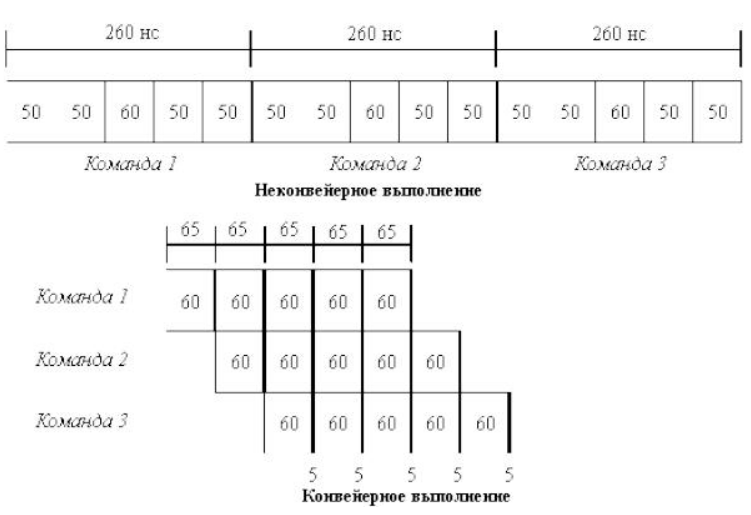 260 нс 260 нс 260 нс
50 50 60 50 50 50 50 60 50 50 50 50 60 50 50
Команда 1 Команда 2 Команда 3
Неконвейерное выполнение
65 65 65 65 65
Команда 1 60 60 60 60 60
Команда 2 60 60 60 60 60
Команда 3 60 60 60 60 60
5 5 5 5 5
Конвейерное выполнение